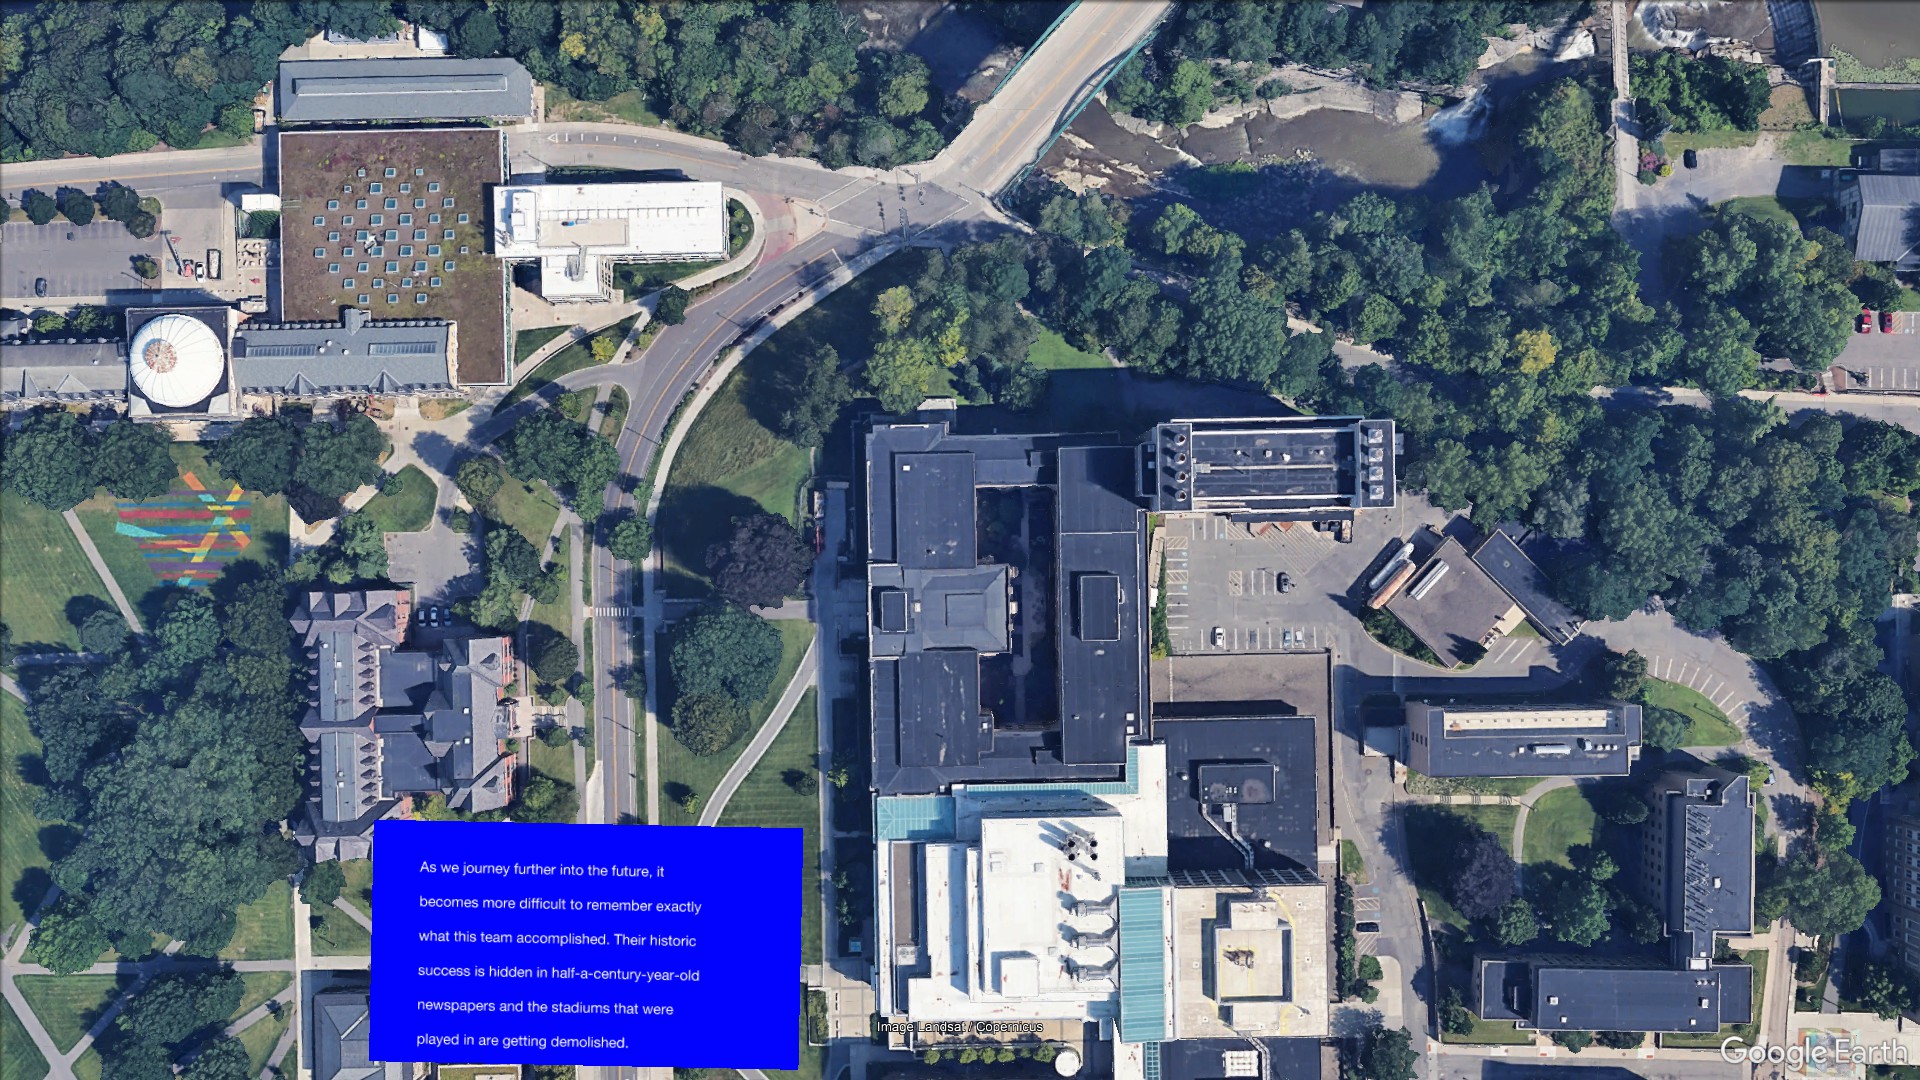 As we journey further into the future, it
becomes more difficult to remember exactly
what this team accomplished. Their historic
success is hidden in half-a-century-year-old
newspapers and the stadiums that were
played in are getting demolished.
Image Landsat / Copernicus
Google Earth